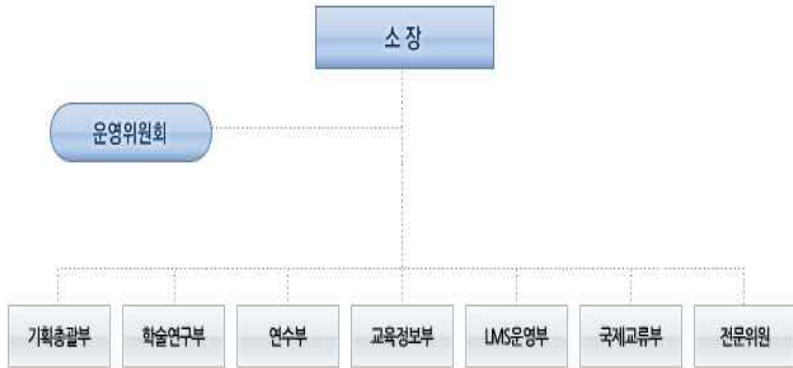 소 장
운영위원회
기획총괄부
학술연구부
연수부
교육정보부
LMS운영부
국제교류부
전문위원